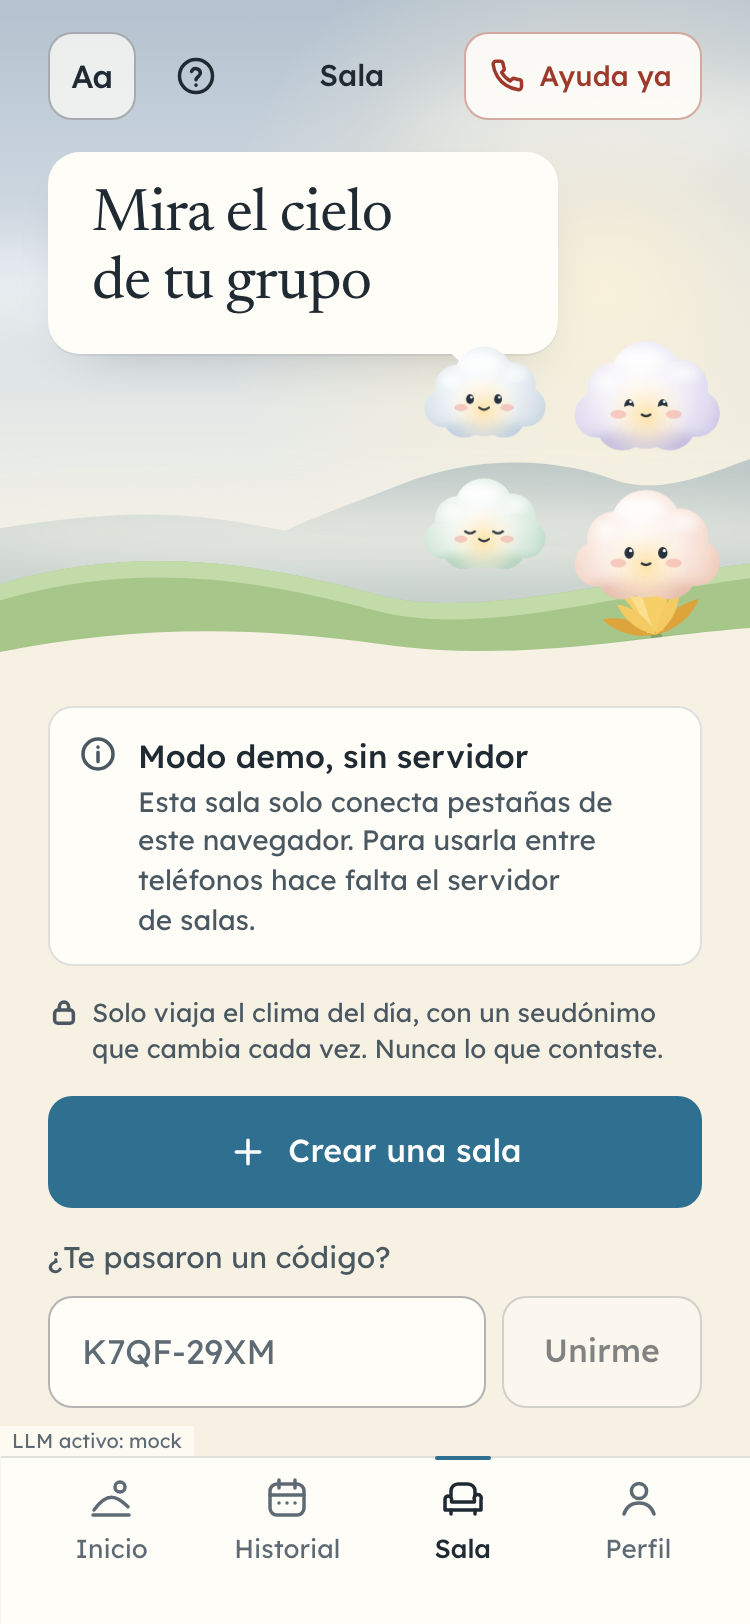 Aa
Sala
Ayuda ya
Mira el cielo
de tu grupo
Modo demo, sin servidor
Esta sala solo conecta pestañas de
este navegador. Para usarla entre
teléfonos hace falta el servidor
de salas.
Solo viaja el clima del día, con un seudónimo
que cambia cada vez. Nunca lo que contaste.
Crear una sala
¿Te pasaron un código?
K7QF-29XM
Unirme
LLM activo: mock
Inicio
Historial
Sala
Perfil